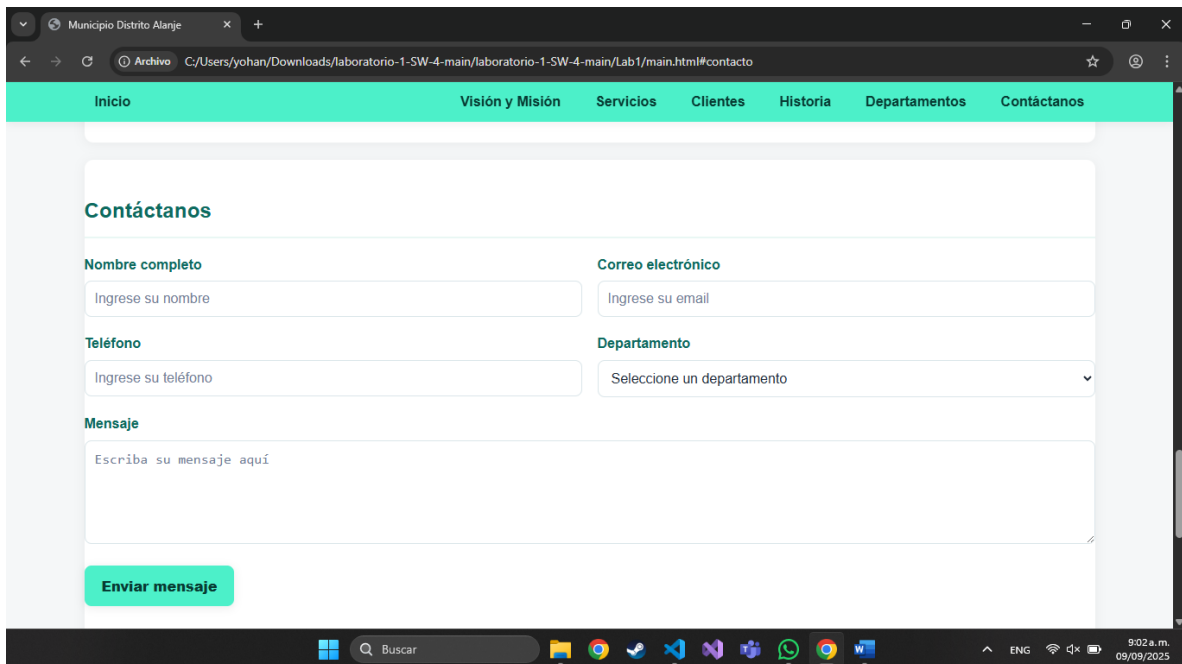 Municipio Distrito Alanje
Archivo C:/Users/yohan/Downloads/laboratorio-1-SW-4-main/laboratorio-1-SW-4-main/Lab1/main.html#contacto
Inicio Visión y Misión Servicios Clientes Historia Departamentos Contáctanos
Contáctanos
Nombre completo Correo electrónico
Ingrese su nombre Ingrese su email
Teléfono Departamento
Ingrese su teléfono Seleccione un departamento
Mensaje
Escriba su mensaje aquí
Enviar mensaje
Buscar ENG 9:02 a.m.
09/09/2025